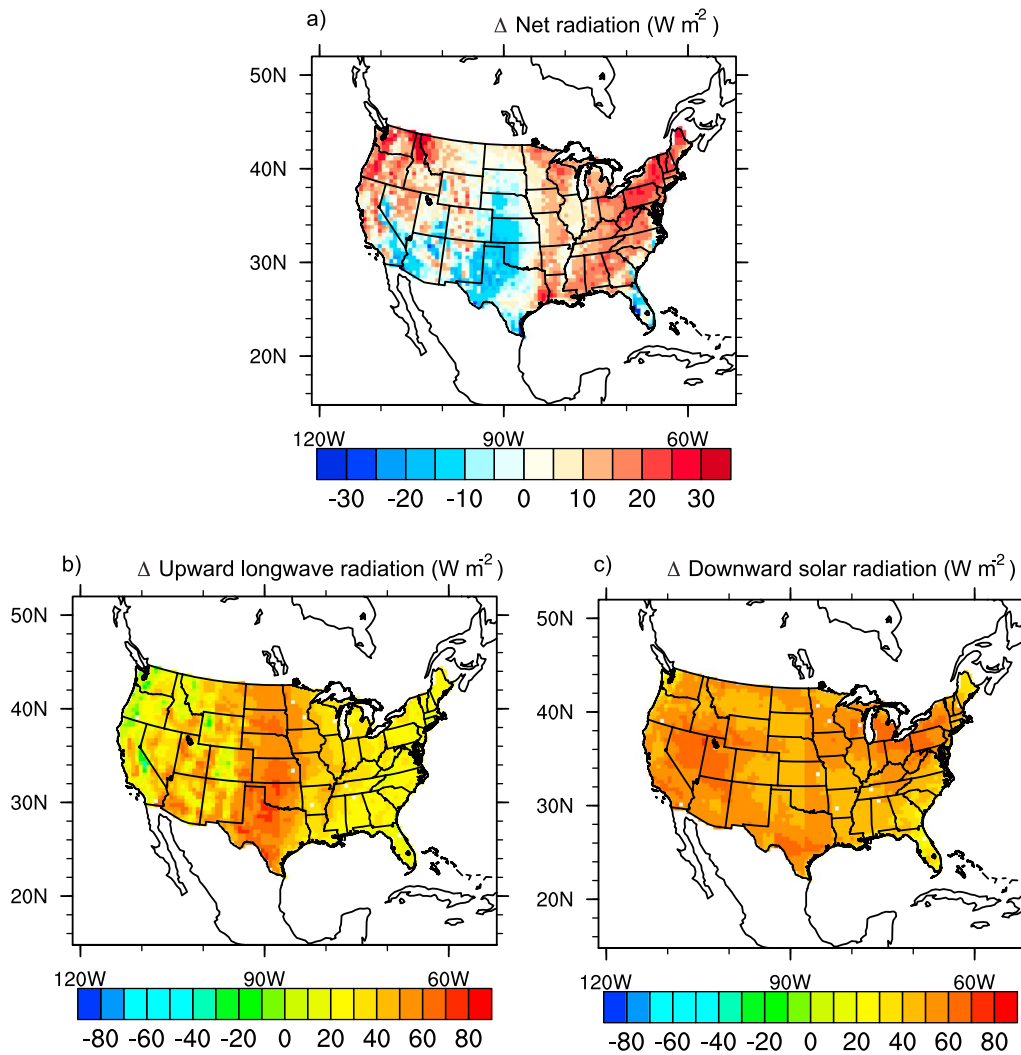 a) Δ Net radiation (W m⁻²)
50N
40N
30N
20N
120W 90W 60W
-30 -20 -10 0 10 20 30
b) Δ Upward longwave radiation (W m⁻²)
50N
40N
30N
20N
120W 90W 60W
-80 -60 -40 -20 0 20 40 60 80
c) Δ Downward solar radiation (W m⁻²)
50N
40N
30N
20N
120W 90W 60W
-80 -60 -40 -20 0 20 40 60 80